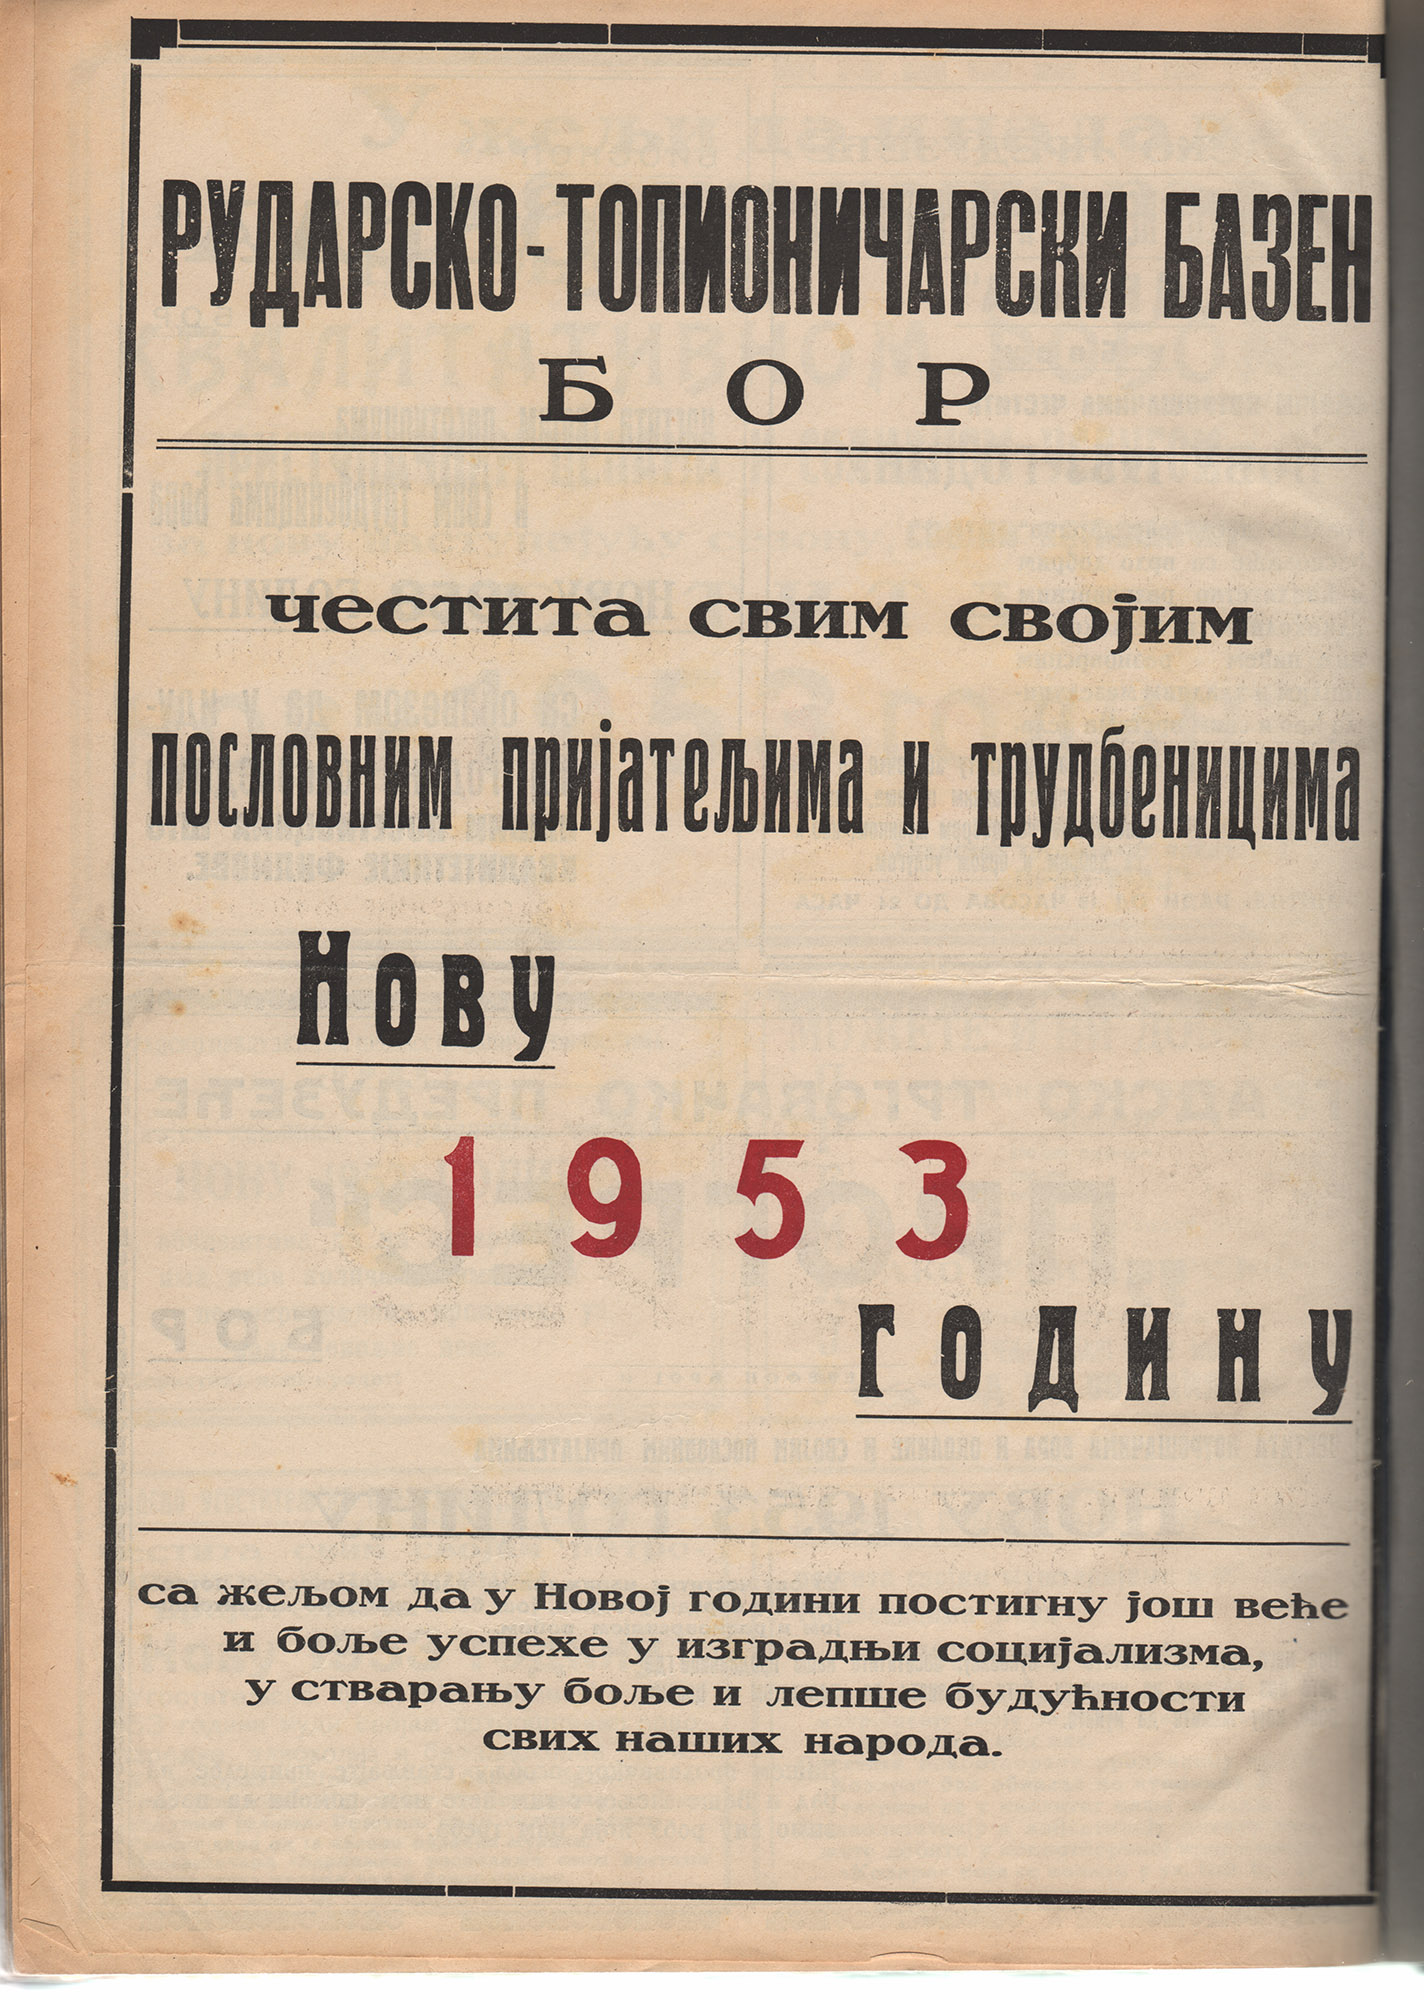 РУДАРСКО-ТОПИОНИЧАРСКИ БАЗЕН
БОР
честита свим својим
пословним пријатељима и трудбеницима
Нову
1953
годину
са жељом да у Новој години постигну још веће
и боље успехе у изградњи социјализма,
у стварању боље и лепше будућности
свих наших народа.